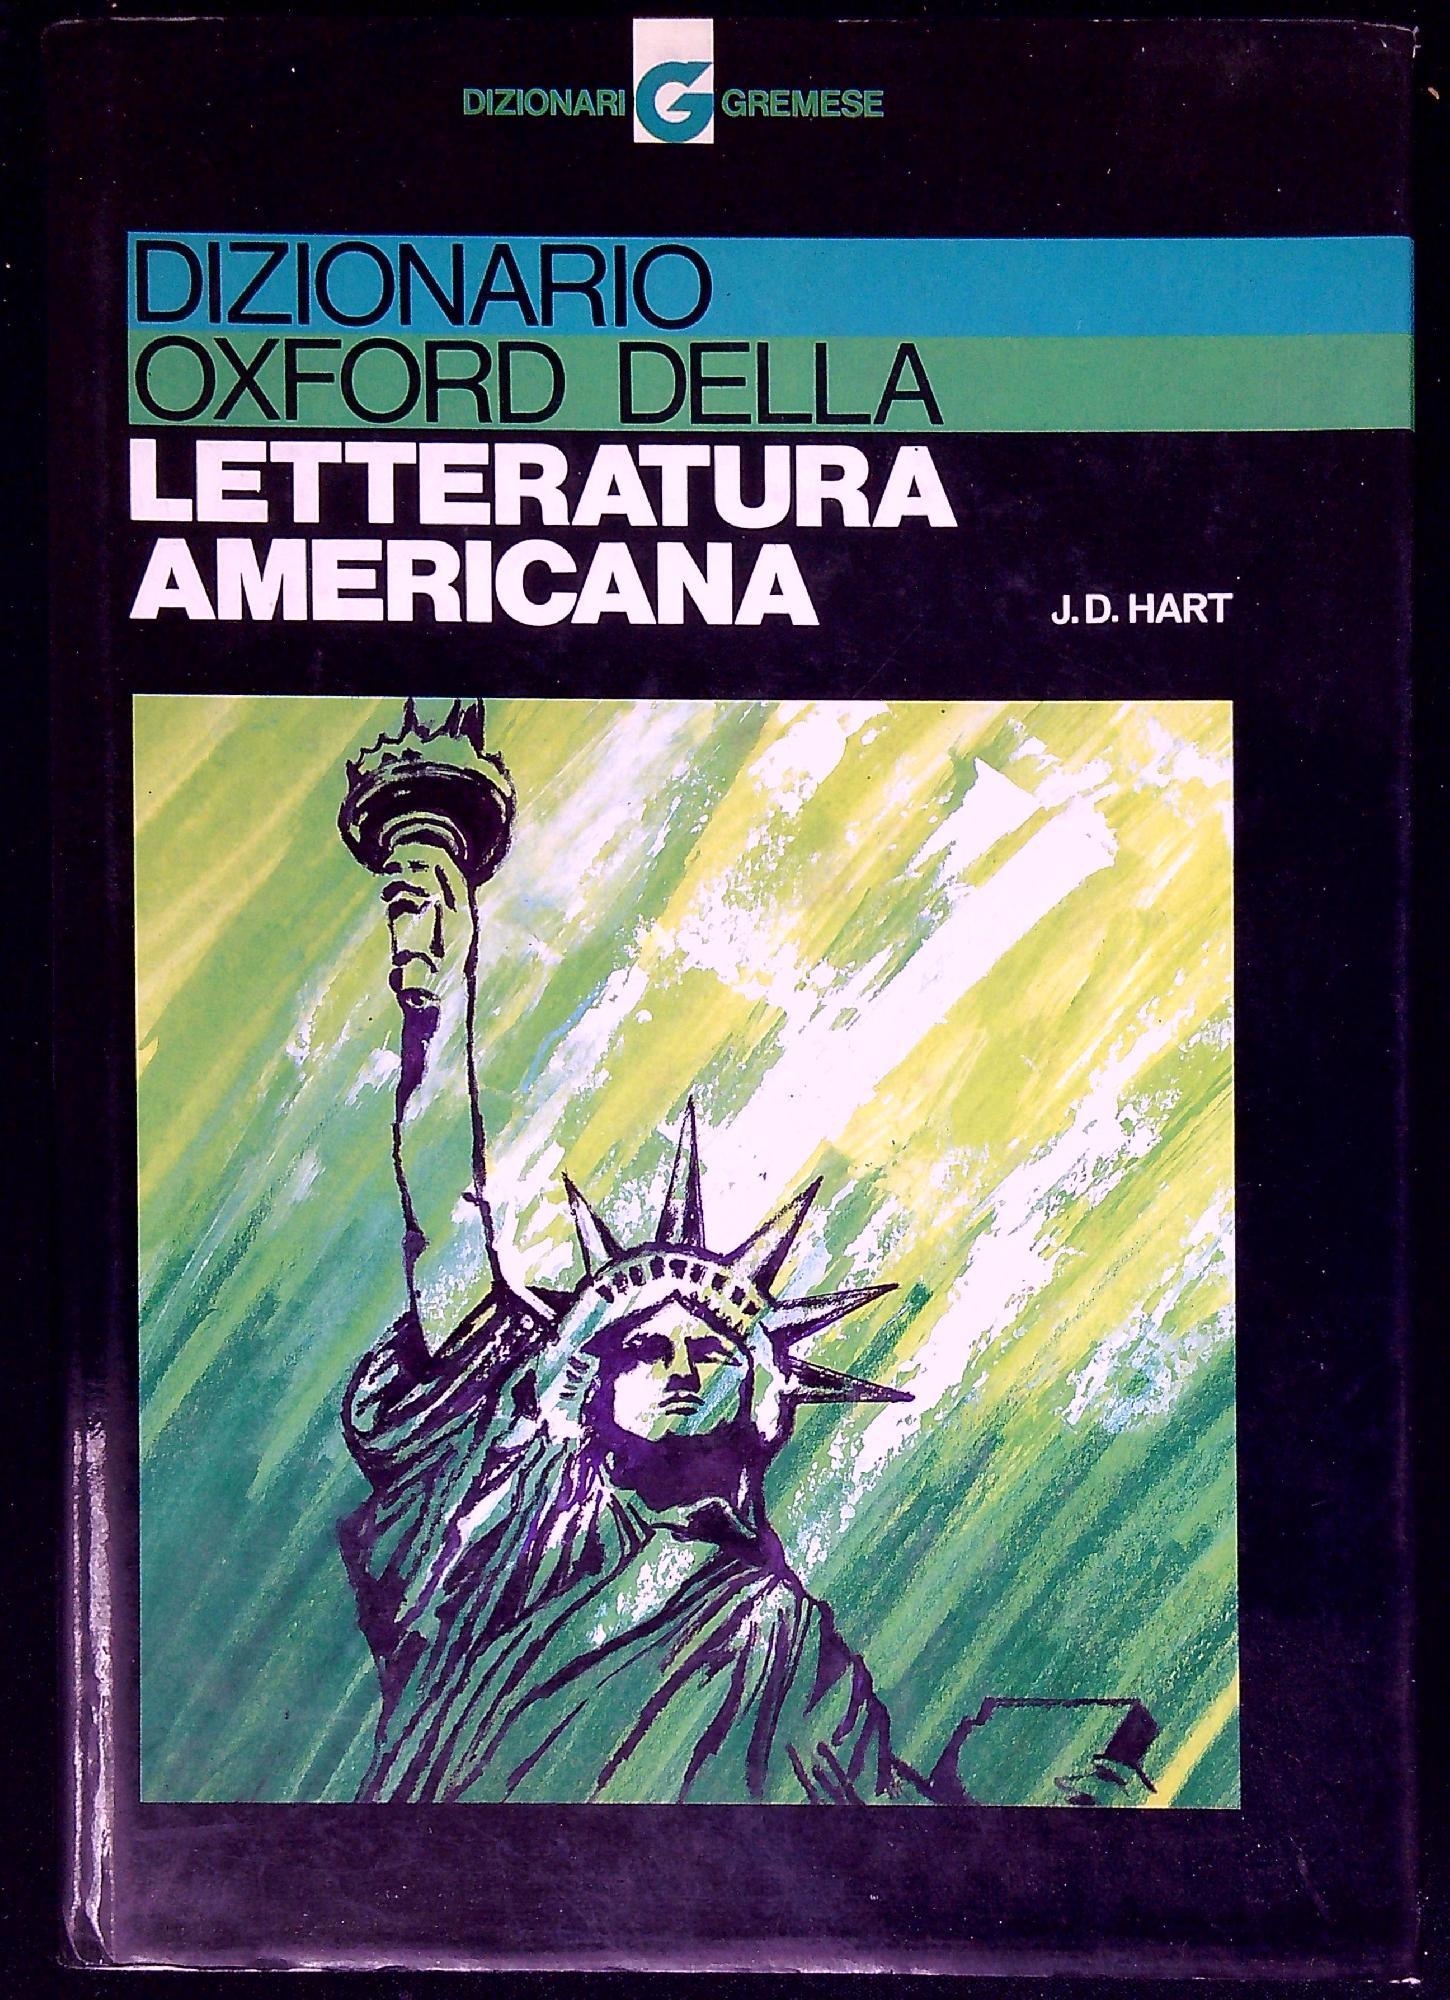 DIZIONARI G GREMESE
DIZIONARIO
OXFORD DELLA
LETTERATURA
AMERICANA
J.D. HART